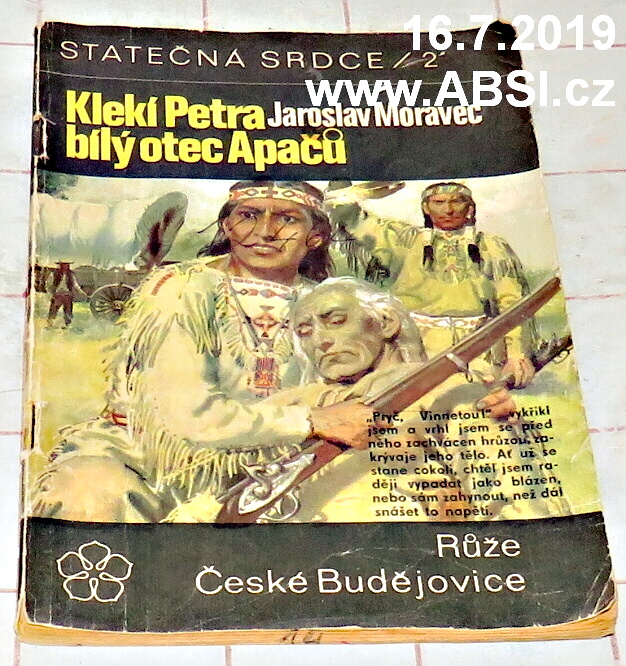 16.7.2019
www.ABSI.cz
STATEČNÁ SRDCE / 2
Klekí Petra Jaroslav Moravec
bílý otec Apačů
„Pryč, Vinnetou!“ vykřikl
jsem a vrhl jsem se před
něho zachvácen hrůzou, za-
krývaje jeho tělo. Ať už se
stane cokoli, chtěl jsem ra-
ději vypadat jako blázen,
nebo sám zahynout, než dál
snášet to napětí.
Růže
České Budějovice